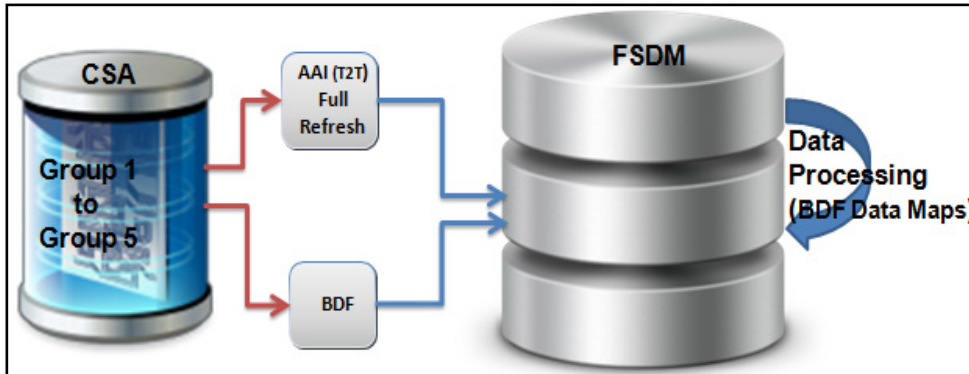 CSA
Group 1
to
Group 5
AAI (T2T)
Full
Refresh
BDF
FSDM
Data
Processing
(BDF Data Maps)